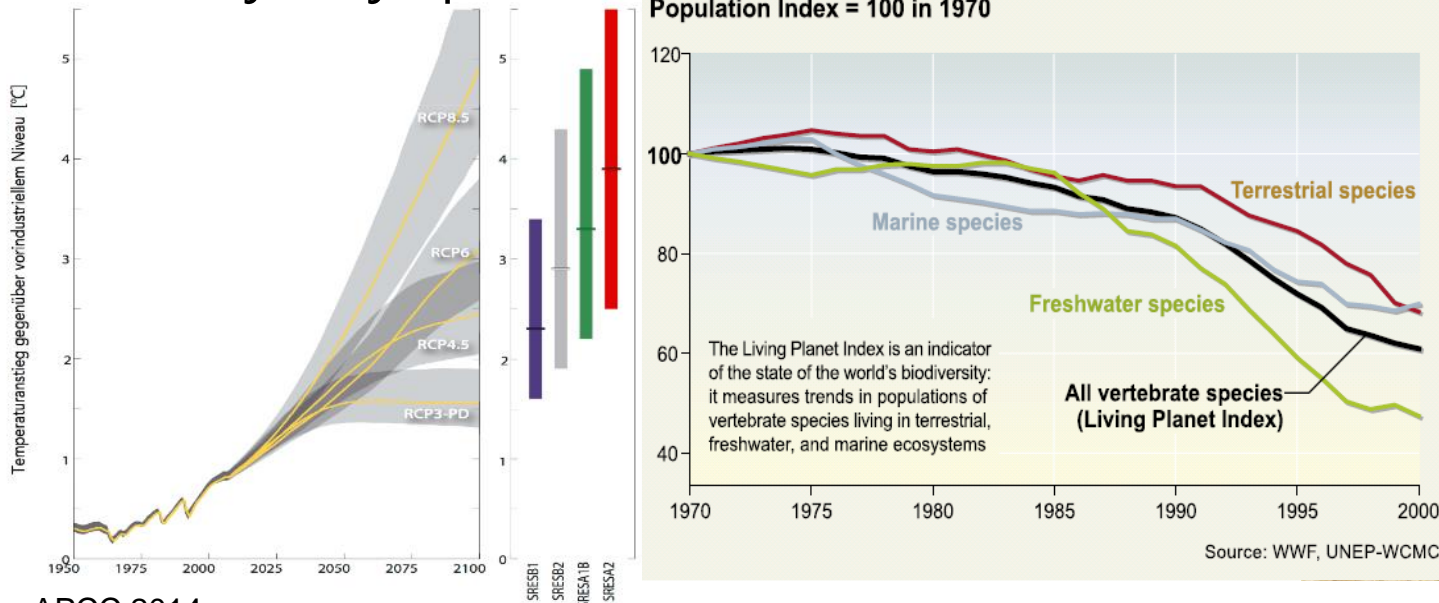 Temperaturanstieg gegenüber vorindustriellem Niveau [°C]
5
4
3
2
1
0
1950
1975
2000
2025
2050
2075
2100
RCP8.5
RCP6
RCP4.5
RCP3-PD
5
4
3
2
1
0
SRESB1
SRESB2
SRESA1B
SRESA2
Population Index = 100 in 1970
120
100
80
60
40
Terrestrial species
Marine species
Freshwater species
The Living Planet Index is an indicator
of the state of the world's biodiversity:
it measures trends in populations of
vertebrate species living in terrestrial,
freshwater, and marine ecosystems
All vertebrate species
(Living Planet Index)
1970
1975
1980
1985
1990
1995
2000
Source: WWF, UNEP-WCMC
2014